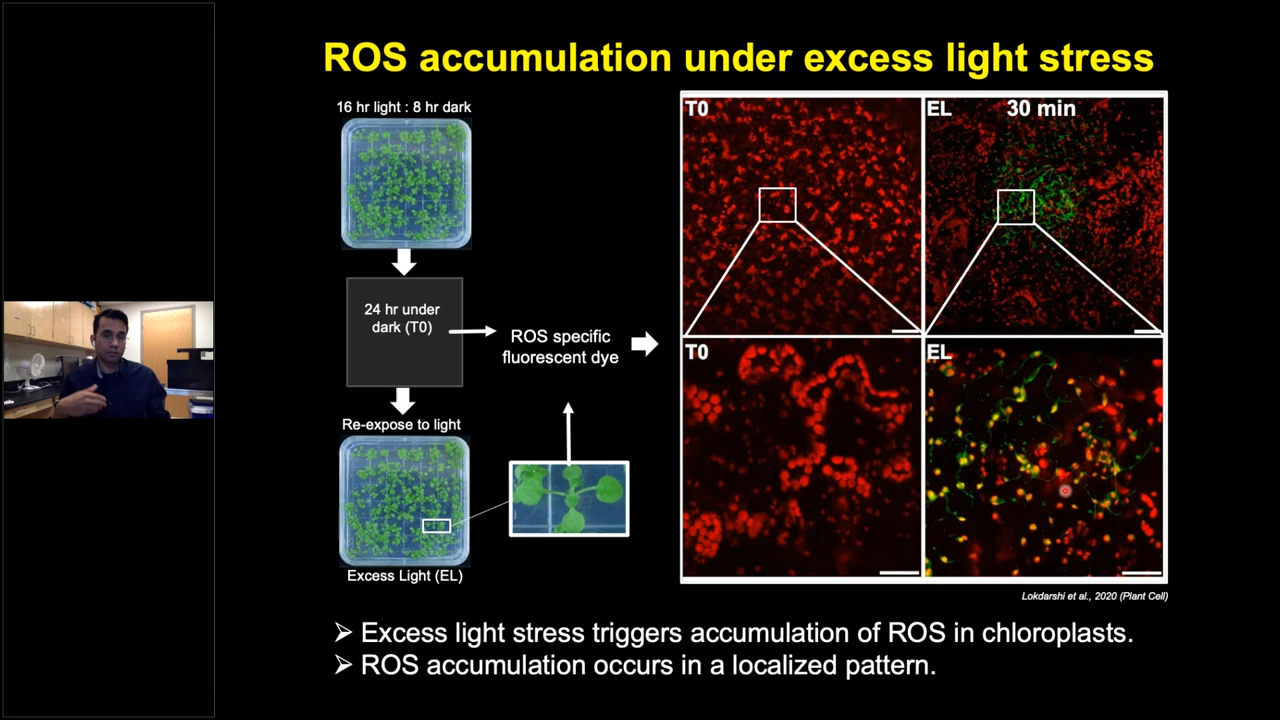 ROS accumulation under excess light stress
16 hr light : 8 hr dark
24 hr under
dark (T0)
ROS specific
fluorescent dye
Re-expose to light
Excess Light (EL)
T0
EL
30 min
T0
EL
Lokdarshi et al., 2020 (Plant Cell)
➢ Excess light stress triggers accumulation of ROS in chloroplasts.
➢ ROS accumulation occurs in a localized pattern.